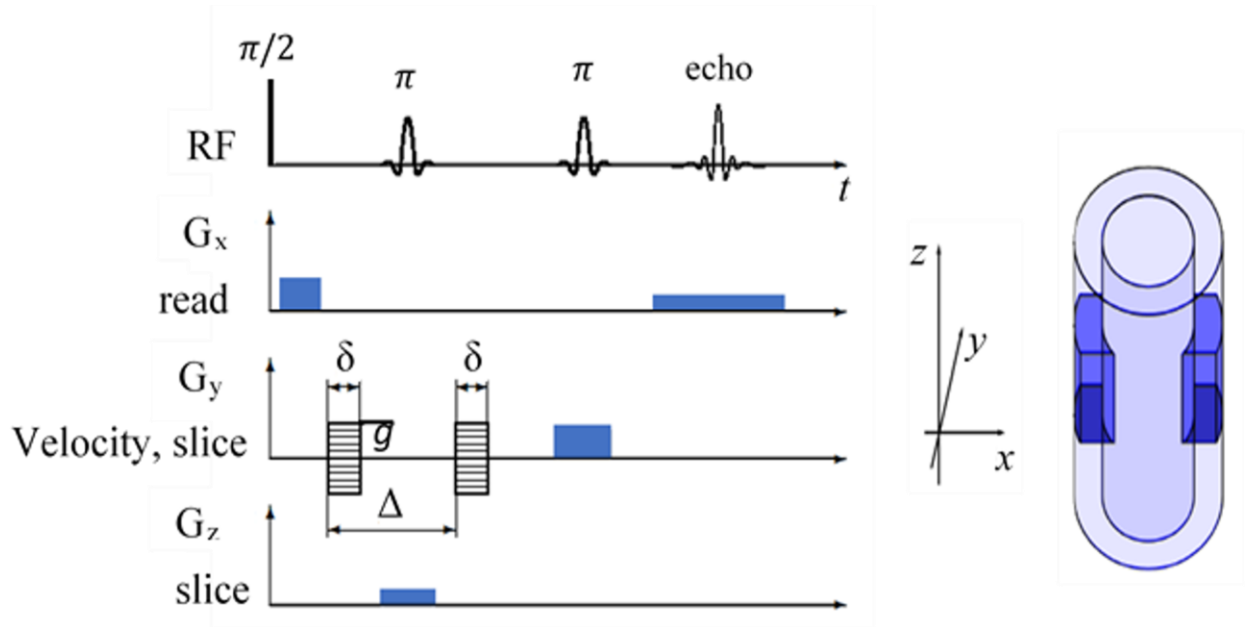 π/2
π
π
echo
RF
t
Gx
read
δ
δ
Gy
g
Velocity, slice
Δ
Gz
slice
z
y
x